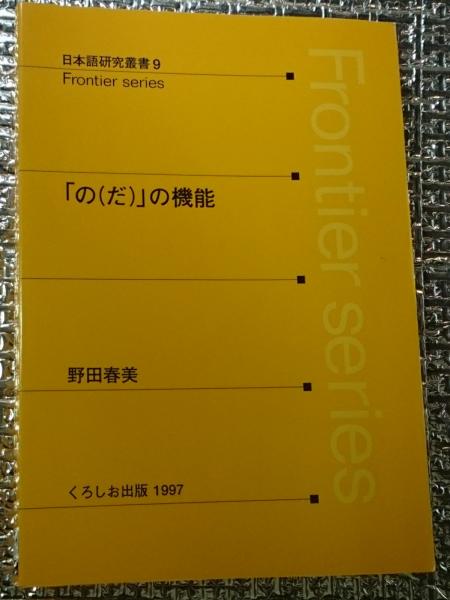 日本語研究叢書9
Frontier series
「の(だ)」の機能
野田春美
くろしお出版 1997
Frontier series